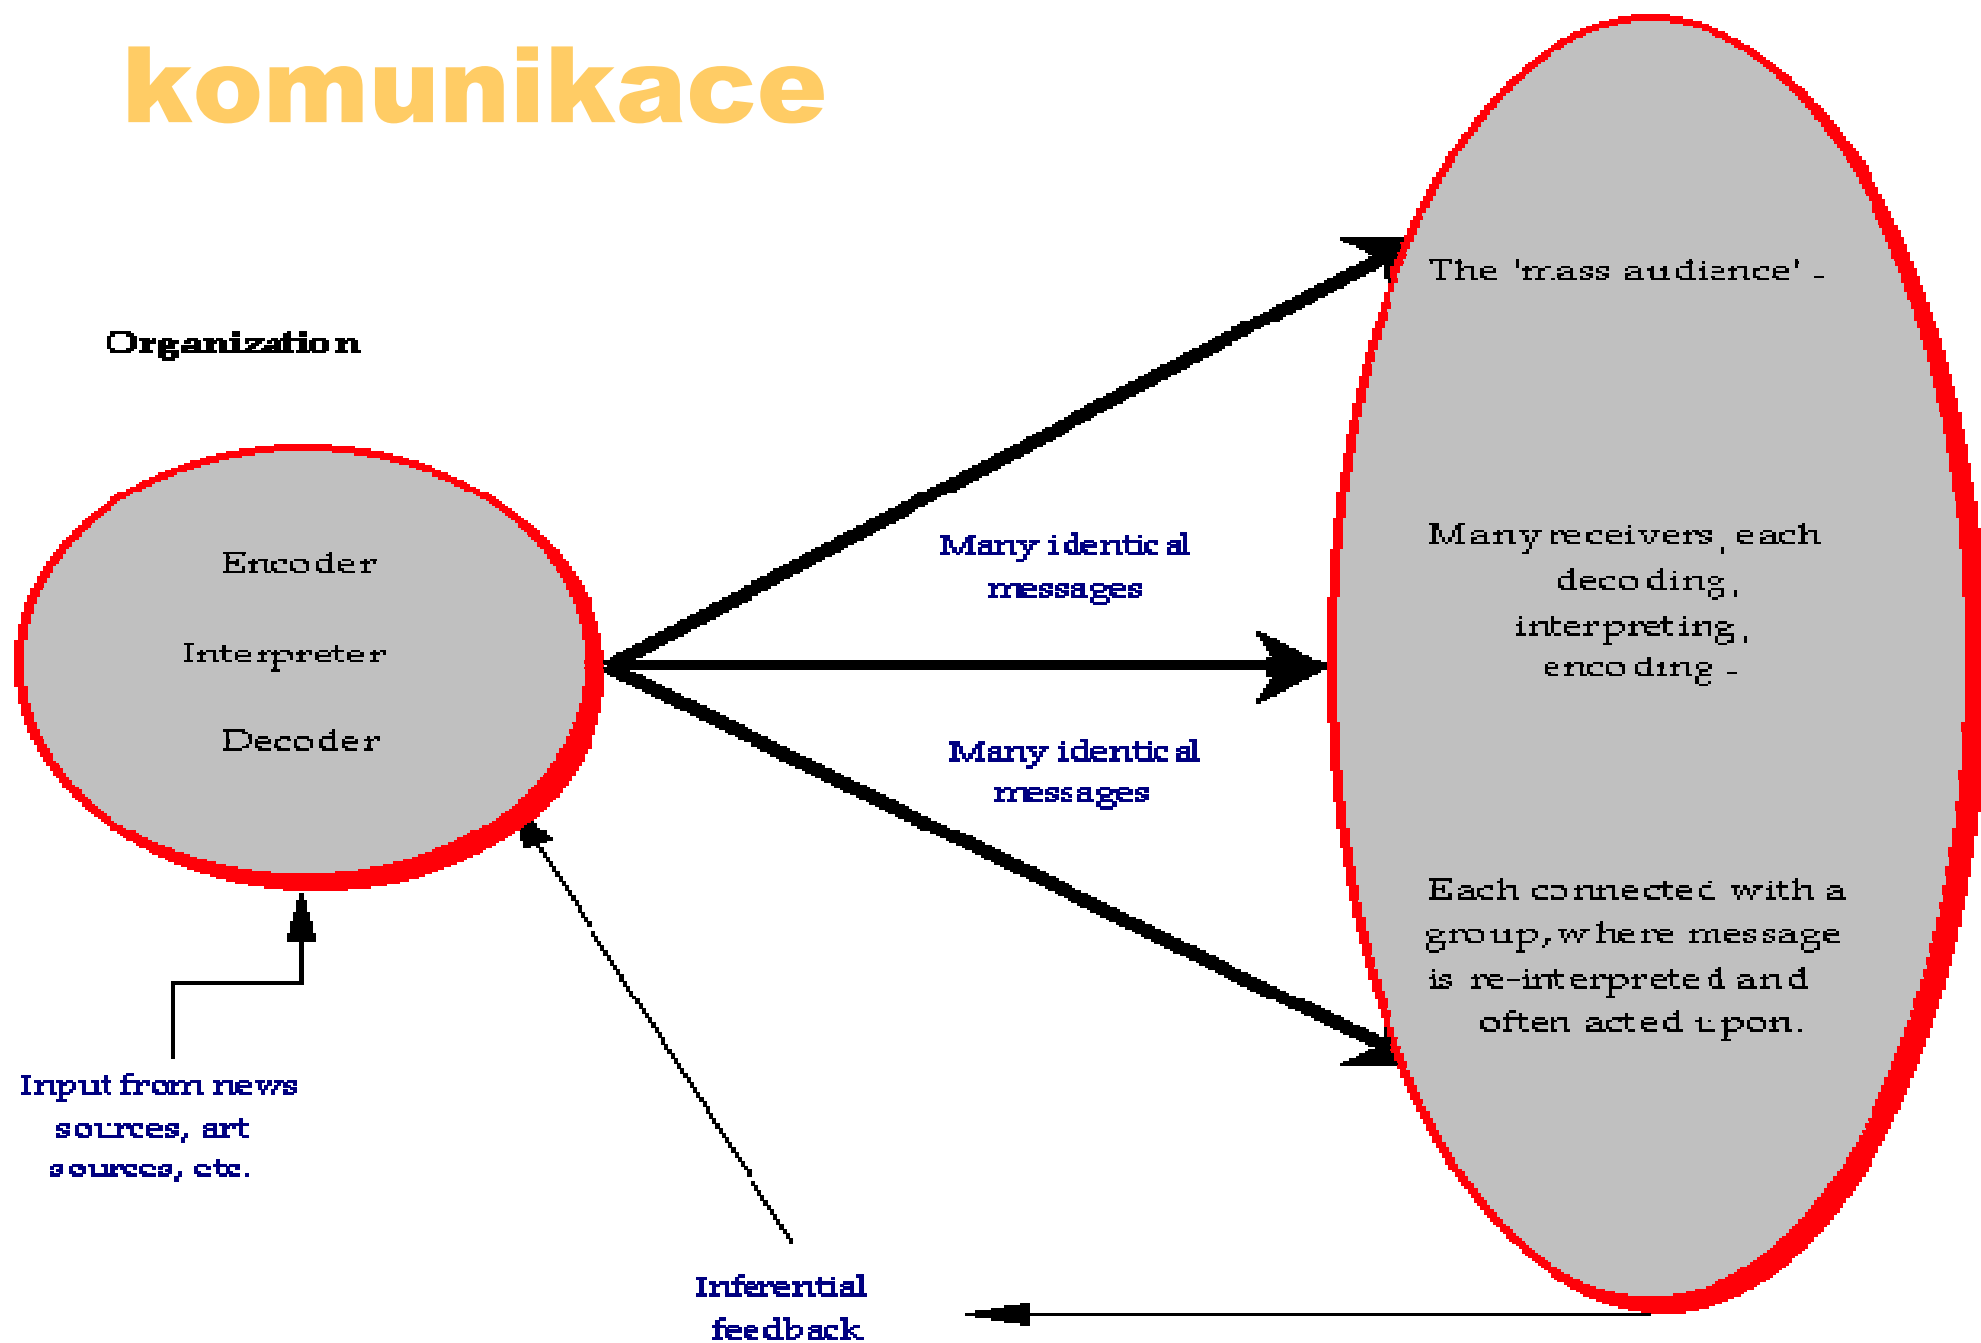 komunikace
Organization
Encoder
Interpreter
Decoder
Input from news
sources, art
sources, etc.
Many identical
messages
Many identical
messages
Inferential
feedback
The 'mass audience' -
Many receivers, each
decoding,
interpreting,
encoding -
Each connected with a
group, where message
is re-interpreted and
often acted upon.